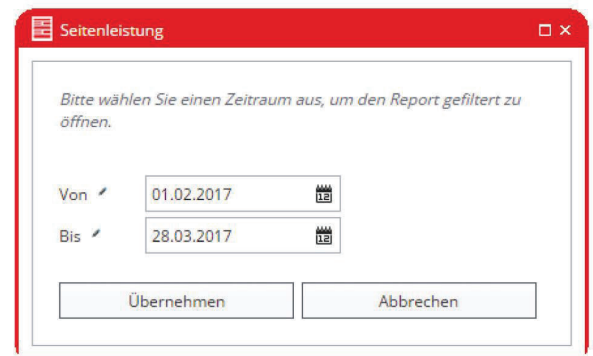 Seitenleistung
Bitte wählen Sie einen Zeitraum aus, um den Report gefiltert zu
öffnen.
Von 01.02.2017
Bis 28.03.2017
Übernehmen Abbrechen